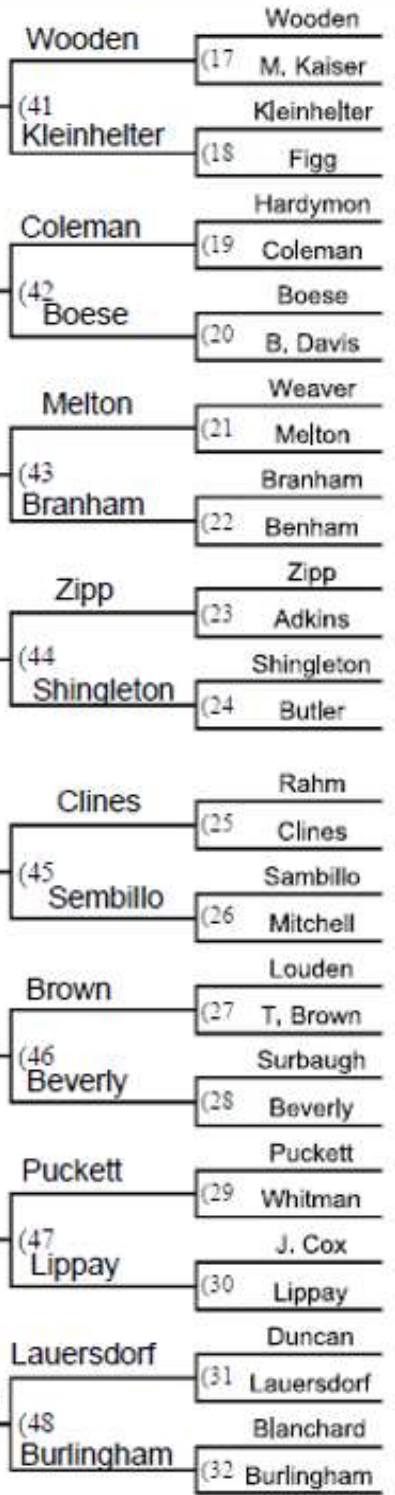 Wooden
Wooden
(17
M. Kaiser
(41
Kleinhelter
Kleinhelter
(18
Figg
Hardymon
Coleman
(19
Coleman
(42
Boese
Boese
(20
B. Davis
Weaver
Melton
(21
Melton
(43
Branham
Branham
(22
Benham
Zipp
Zipp
(23
Adkins
(44
Shingleton
Shingleton
(24
Butler
Rahm
Clines
(25
Clines
(45
Sambillo
Sembillo
(26
Mitchell
Louden
Brown
(27
T. Brown
(46
Surbaugh
Beverly
(28
Beverly
Puckett
Puckett
(29
Whitman
(47
J. Cox
Lippay
(30
Lippay
Duncan
Lauersdorf
(31
Lauersdorf
(48
Blanchard
Burlingham
(32
Burlingham